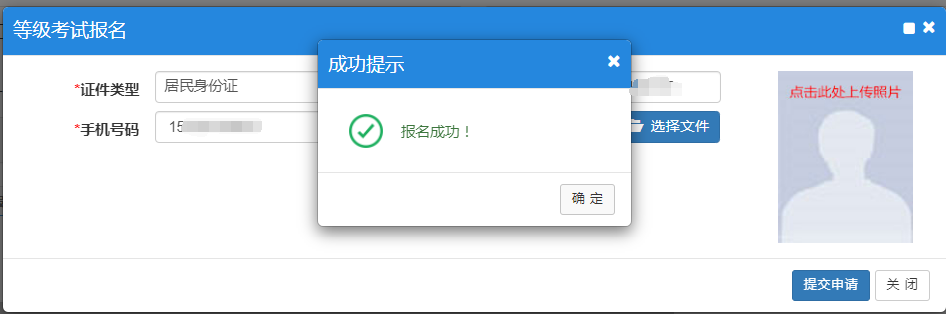 等级考试报名
成功提示
点击此处上传照片
*证件类型
居民身份证
*手机号码
15
选择文件
报名成功！
确 定
提交申请
关 闭